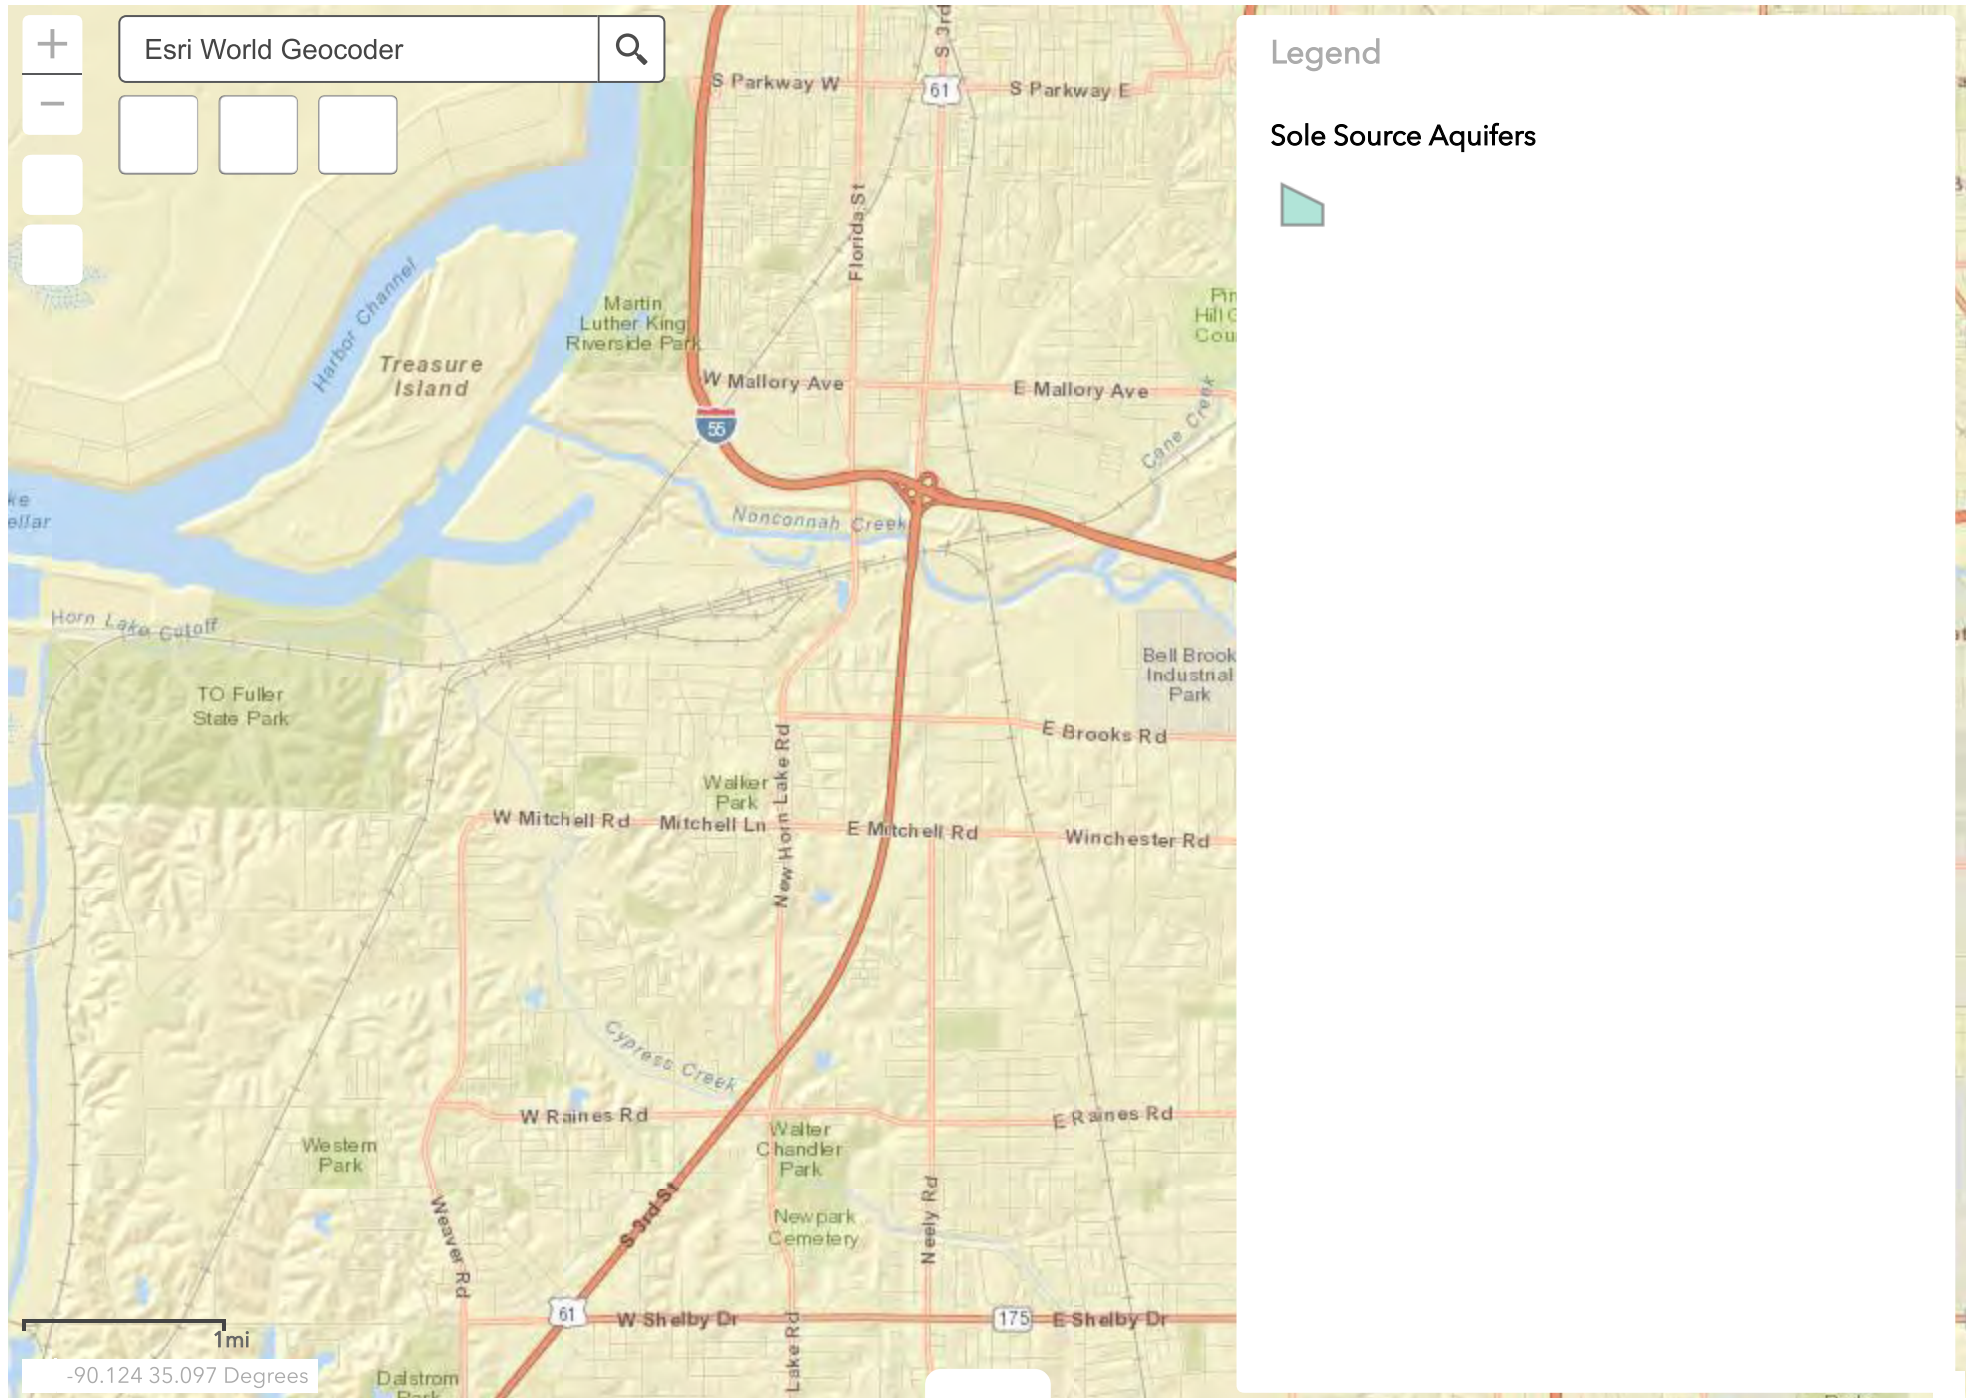 +
Esri World Geocoder
−
S 3rd
S Parkway W
61
S Parkway E
Legend
Sole Source Aquifers
Florida St
Harbor Channel
Martin
Luther King
Riverside Park
Treasure
Island
W Mallory Ave
E Mallory Ave
55
Cane Creek
Nonconnah Creek
Horn Lake Cutoff
TO Fuller
State Park
Bell Brook
Industrial
Park
E Brooks Rd
New Horn Lake Rd
Walker
Park
W Mitchell Rd
Mitchell Ln
E Mitchell Rd
Winchester Rd
Cypress Creek
W Raines Rd
E Raines Rd
Western
Park
Walter
Chandler
Park
Weaver Rd
S 3rd St
Newpark
Cemetery
Neely Rd
61
W Shelby Dr
175
E Shelby Dr
Lake Rd
1mi
-90.124 35.097 Degrees
Dalstrom
Park